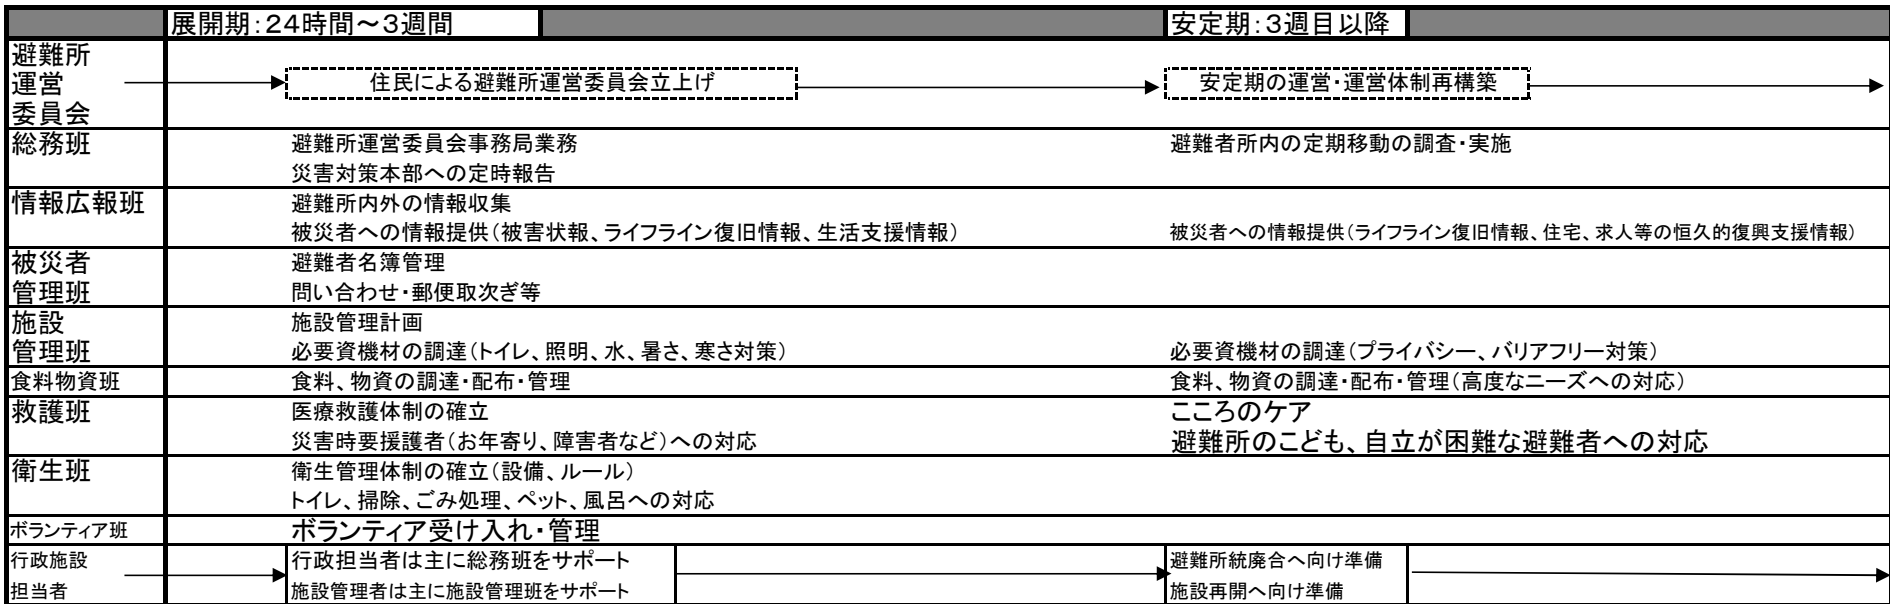 展開期：２４時間～３週間 安定期：３週目以降
避難所
運営
委員会
住民による避難所運営委員会立上げ 安定期の運営・運営体制再構築
総務班 避難所運営委員会事務局業務 避難者所内の定期移動の調査・実施
災害対策本部への定時報告
情報広報班 避難所内外の情報収集
被災者への情報提供（被害状報、ライフライン復旧情報、生活支援情報） 被災者への情報提供（ライフライン復旧情報、住宅、求人等の恒久的復興支援情報）
被災者 避難者名簿管理
管理班 問い合わせ・郵便取次ぎ等
施設 施設管理計画
管理班 必要資機材の調達（トイレ、照明、水、暑さ、寒さ対策） 必要資機材の調達（プライバシー、バリアフリー対策）
食料物資班 食料、物資の調達・配布・管理 食料、物資の調達・配布・管理（高度なニーズへの対応）
救護班 医療救護体制の確立 こころのケア
災害時要援護者（お年寄り、障害者など）への対応 避難所のこども、自立が困難な避難者への対応
衛生班 衛生管理体制の確立（設備、ルール）
トイレ、掃除、ごみ処理、ペット、風呂への対応
ボランティア班 ボランティア受け入れ・管理
行政施設 行政担当者は主に総務班をサポート 避難所統廃合へ向け準備
担当者 施設管理者は主に施設管理班をサポート 施設再開へ向け準備